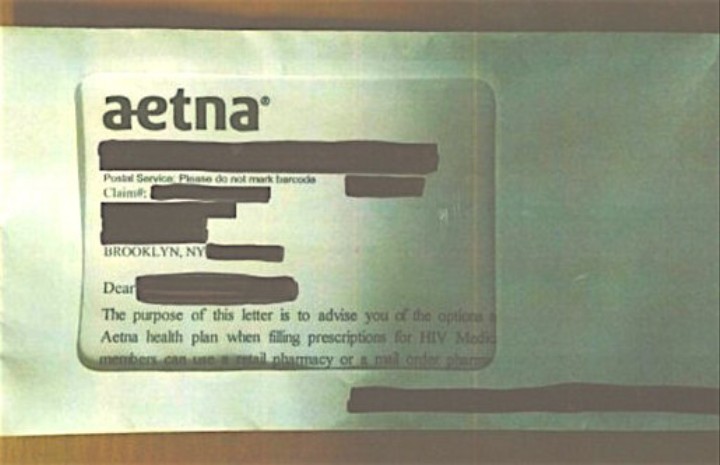 aetna®
Postal Service: Please do not mark barcode
Claim#:
BROOKLYN, NY
Dear
The purpose of this letter is to advise you of the options
Aetna health plan when filling prescriptions for HIV Medic
members can use a retail pharmacy or a mail order pharm